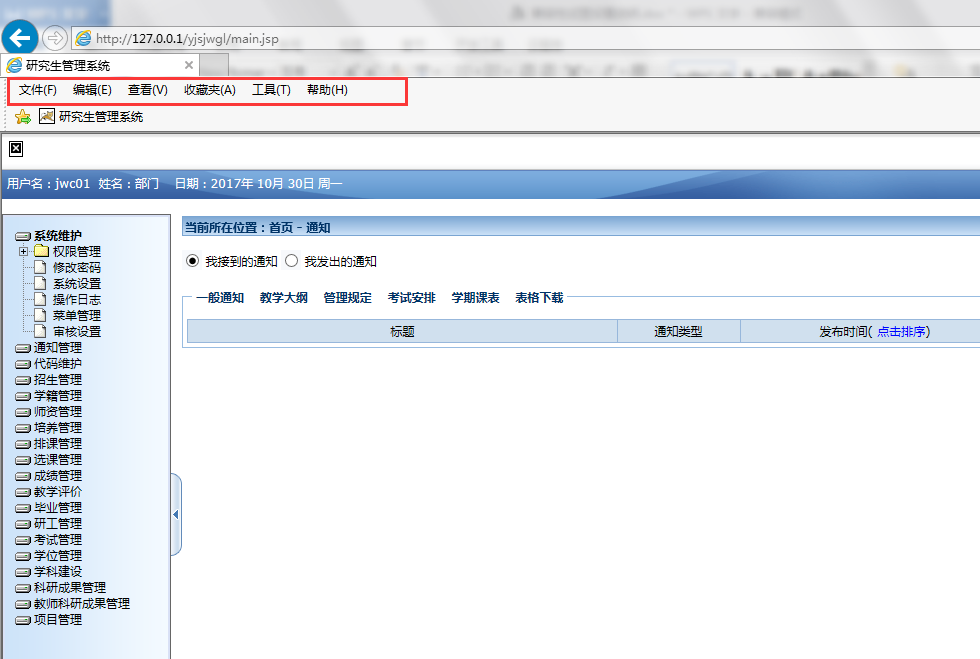 http://127.0.0.1/yjsjwgl/main.jsp
研究生管理系统
文件(F) 编辑(E) 查看(V) 收藏夹(A) 工具(T) 帮助(H)
研究生管理系统
用户名：jwc01 姓名：部门 日期：2017年 10月 30日 周一
系统维护
权限管理
修改密码
系统设置
操作日志
菜单管理
审核设置
通知管理
代码维护
招生管理
学籍管理
师资管理
培养管理
排课管理
选课管理
成绩管理
教学评价
毕业管理
研工管理
考试管理
学位管理
学科建设
科研成果管理
教师科研成果管理
项目管理
当前所在位置：首页 - 通知
我接到的通知 我发出的通知
一般通知 教学大纲 管理规定 考试安排 学期课表 表格下载
标题 通知类型 发布时间( 点击排序)